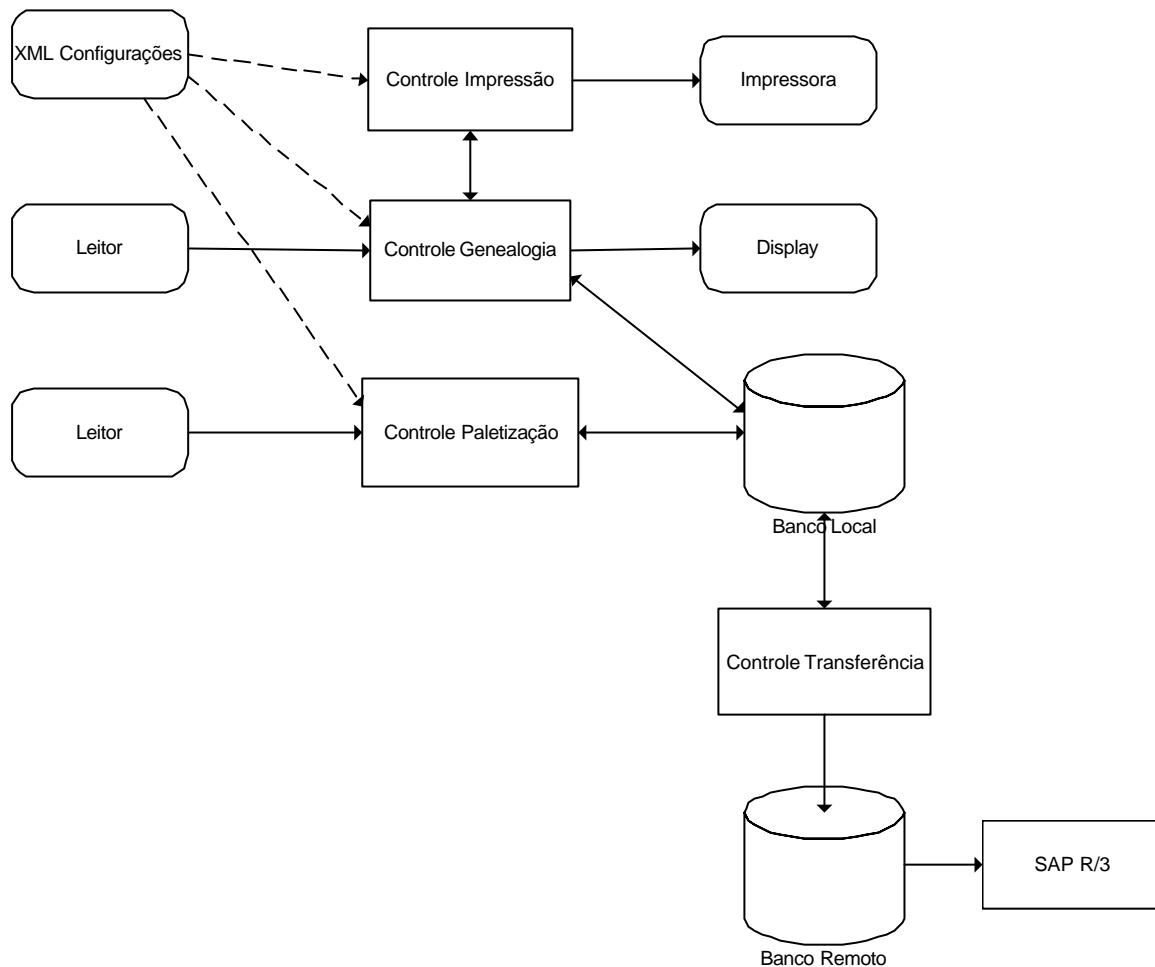 XML Configurações
Controle Impressão
Impressora
Leitor
Controle Genealogia
Display
Leitor
Controle Paletização
Banco Local
Controle Transferência
SAP R/3
Banco Remoto